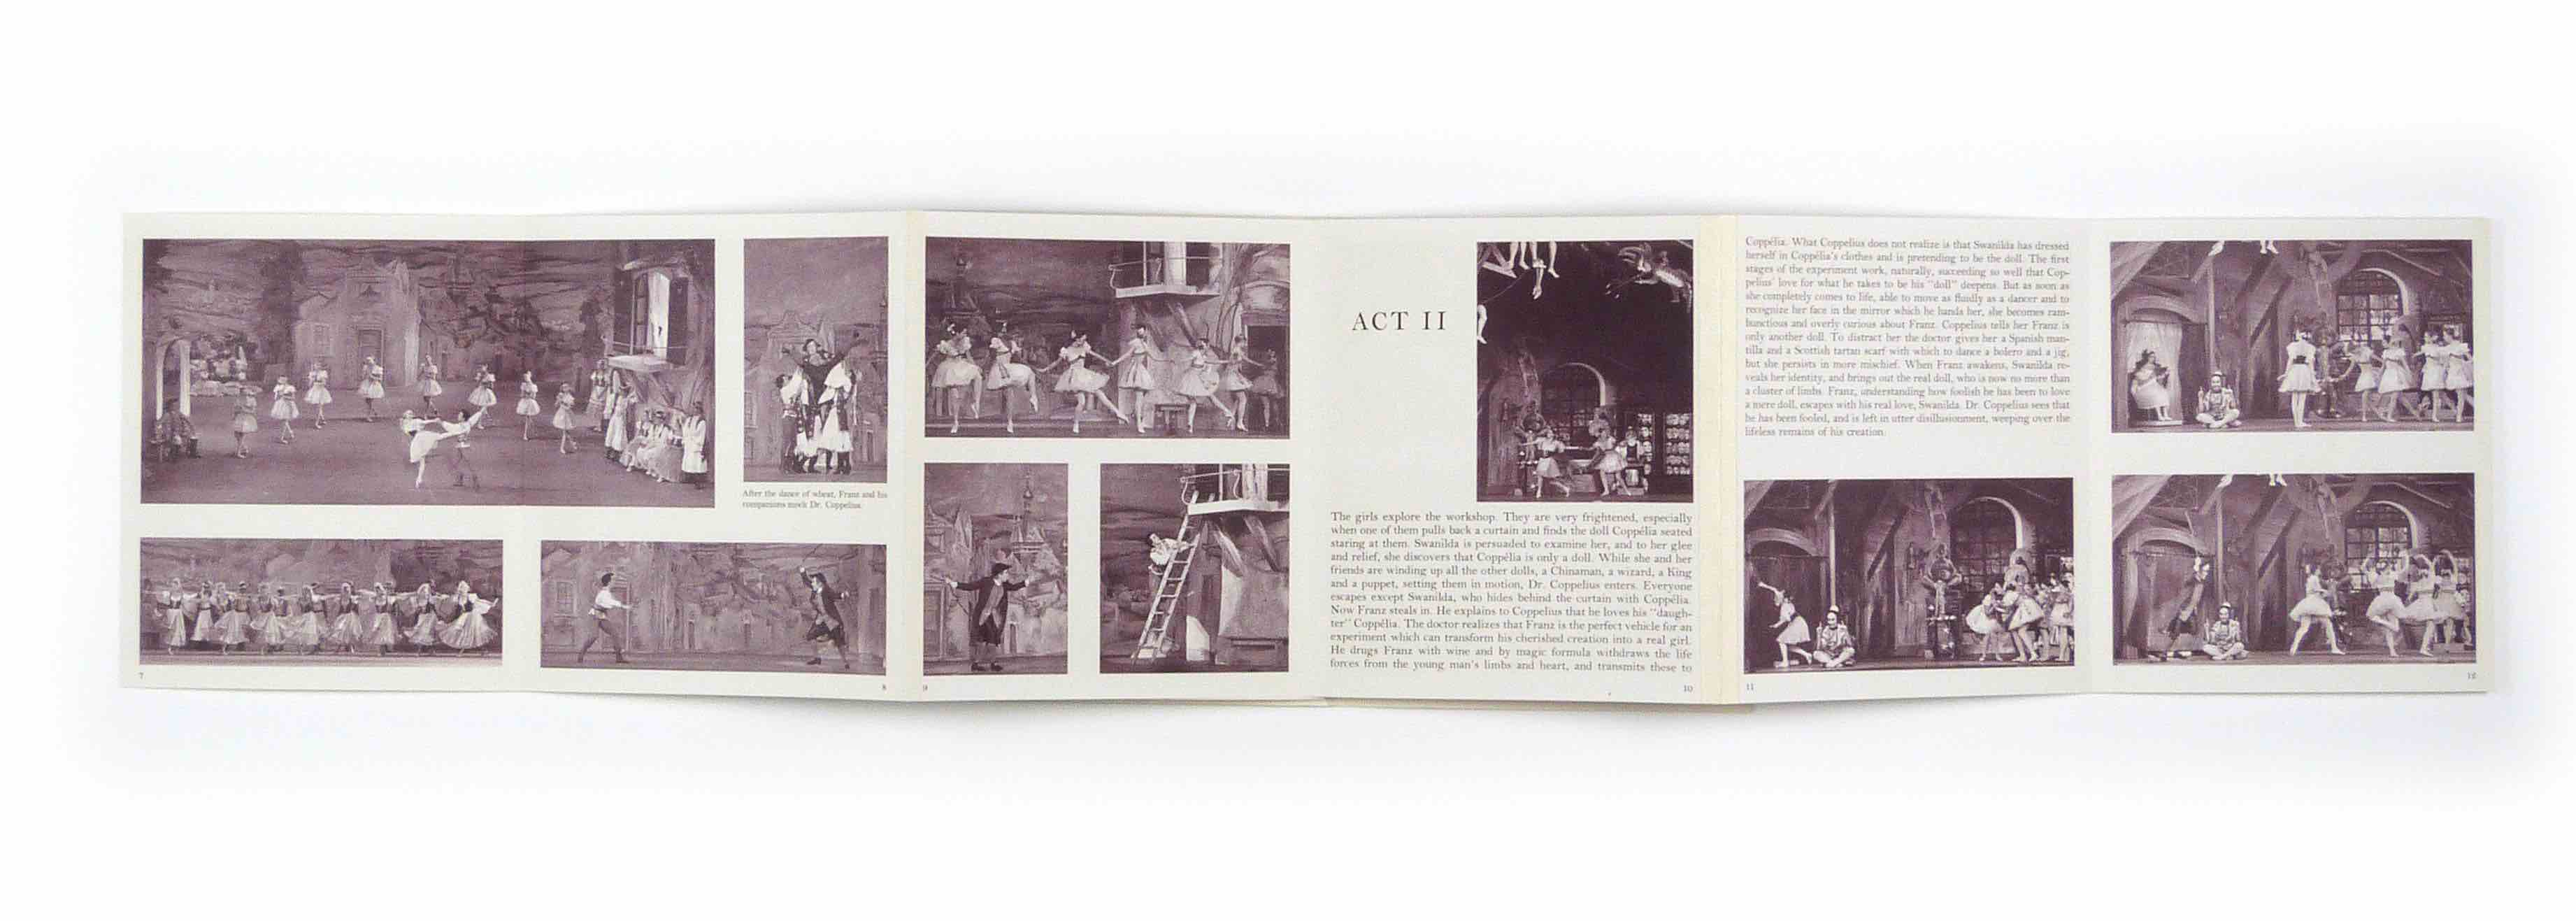 After the dance of wheat, Franz and his
companions mock Dr. Coppelius.
7
8
9
ACT II
The girls explore the workshop. They are very frightened, especially
when one of them pulls back a curtain and finds the doll Coppélia seated
staring at them. Swanilda is persuaded to examine her, and to her glee
and relief, she discovers that Coppélia is only a doll. While she and her
friends are winding up all the other dolls, a Chinaman, a wizard, a King
and a puppet, setting them in motion, Dr. Coppelius enters. Everyone
escapes except Swanilda, who hides behind the curtain with Coppélia.
Now Franz steals in. He explains to Coppelius that he loves his "daugh-
ter" Coppélia. The doctor realizes that Franz is the perfect vehicle for an
experiment which can transform his cherished creation into a real girl.
He drugs Franz with wine and by magic formula withdraws the life
forces from the young man's limbs and heart, and transmits these to
10
Coppélia. What Coppelius does not realize is that Swanilda has dressed
herself in Coppélia's clothes and is pretending to be the doll. The first
stages of the experiment work, naturally, succeeding so well that Cop-
pelius' love for what he takes to be his "doll" deepens. But as soon as
she completely comes to life, able to move as fluidly as a dancer and to
recognize her face in the mirror which he hands her, she becomes ram-
bunctious and overly curious about Franz. Coppelius tells her Franz is
only another doll. To distract her the doctor gives her a Spanish man-
tilla and a Scottish tartan scarf with which to dance a bolero and a jig,
but she persists in more mischief. When Franz awakens, Swanilda re-
veals her identity, and brings out the real doll, who is now no more than
a cluster of limbs. Franz, understanding how foolish he has been to love
a mere doll, escapes with his real love, Swanilda. Dr. Coppelius sees that
he has been fooled, and is left in utter disillusionment, weeping over the
lifeless remains of his creation.
11
12